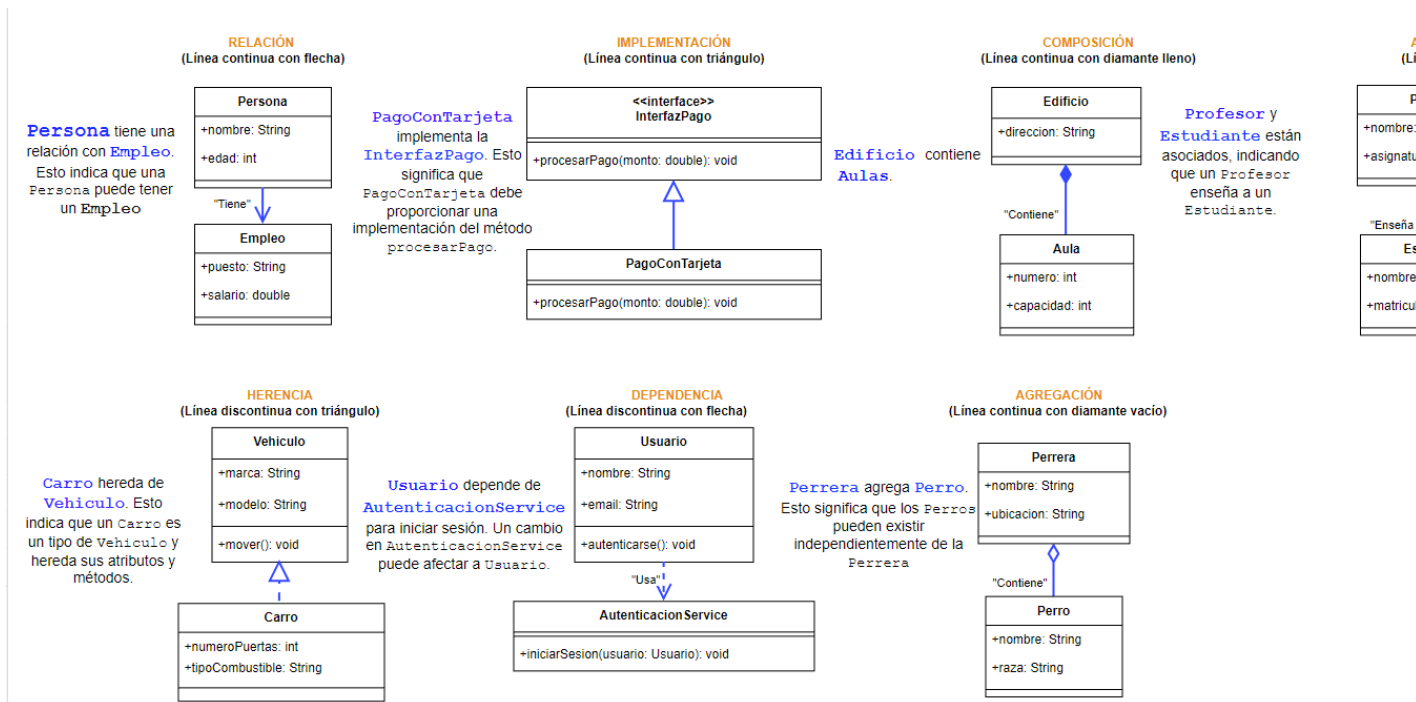 RELACIÓN
(Línea continua con flecha)
Persona
+nombre: String
+edad: int
"Tiene"
Empleo
+puesto: String
+salario: double
Persona tiene una
relación con Empleo.
Esto indica que una
Persona puede tener
un Empleo
IMPLEMENTACIÓN
(Línea continua con triángulo)
<<interface>>
InterfazPago
+procesarPago(monto: double): void
PagoConTarjeta
+procesarPago(monto: double): void
PagoConTarjeta
implementa la
InterfazPago. Esto
significa que
PagoConTarjeta debe
proporcionar una
implementación del método
procesarPago.
COMPOSICIÓN
(Línea continua con diamante lleno)
Edificio
+direccion: String
"Contiene"
Aula
+numero: int
+capacidad: int
Edificio contiene
Aulas.
Profesor y
Estudiante están
asociados, indicando
que un Profesor
enseña a un
Estudiante.
A
(Lí
P
+nombre:
+asignatu
"Enseña
Es
+nombre
+matricul
HERENCIA
(Línea discontinua con triángulo)
Vehiculo
+marca: String
+modelo: String
+mover(): void
Carro
+numeroPuertas: int
+tipoCombustible: String
Carro hereda de
Vehiculo. Esto
indica que un Carro es
un tipo de Vehiculo y
hereda sus atributos y
métodos.
DEPENDENCIA
(Línea discontinua con flecha)
Usuario
+nombre: String
+email: String
+autenticarse(): void
"Usa"
AutenticacionService
+iniciarSesion(usuario: Usuario): void
Usuario depende de
AutenticacionService
para iniciar sesión. Un cambio
en AutenticacionService
puede afectar a Usuario.
AGREGACIÓN
(Línea continua con diamante vacío)
Perrera
+nombre: String
+ubicacion: String
"Contiene"
Perro
+nombre: String
+raza: String
Perrera agrega Perro.
Esto significa que los Perros
pueden existir
independientemente de la
Perrera